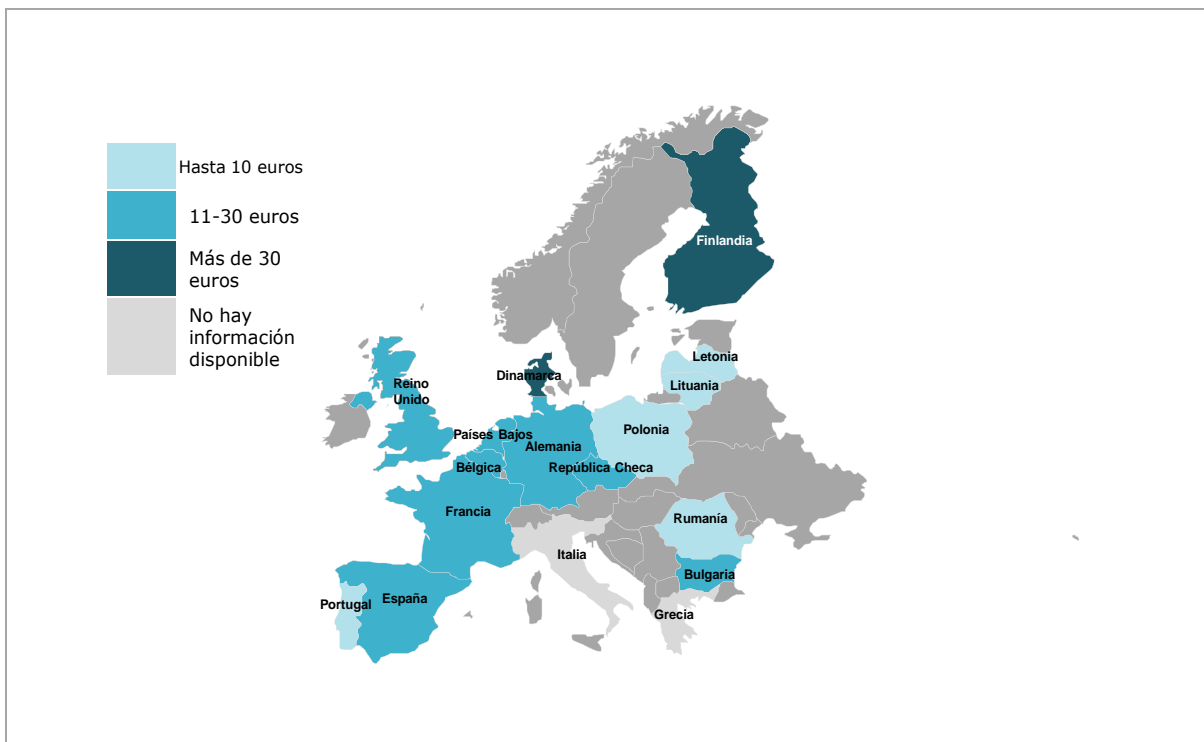 Hasta 10 euros
11-30 euros
Más de 30
euros
No hay
información
disponible
Finlandia
Letonia
Dinamarca
Lituania
Reino
Unido
Polonia
Países Bajos
Alemania
Bélgica
República Checa
Francia
Rumanía
Italia
Bulgaria
España
Portugal
Grecia